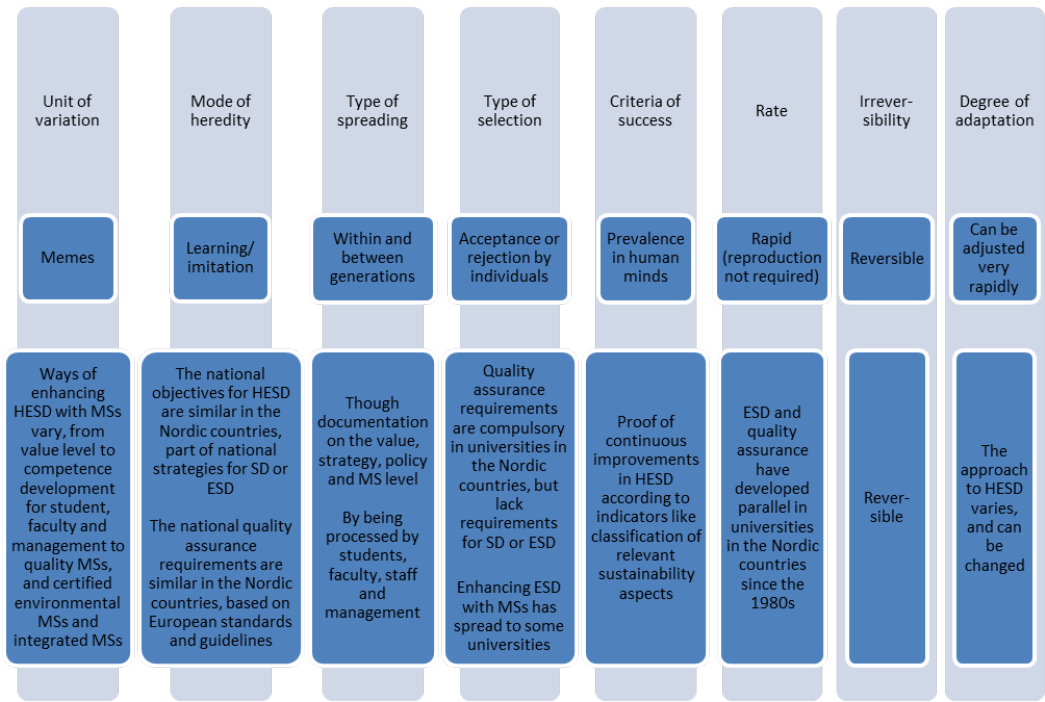 Unit of
variation
Mode of
heredity
Type of
spreading
Type of
selection
Criteria of
success
Rate
Irrever-
sibility
Degree of
adaptation
Memes
Learning/
imitation
Within and
between
generations
Acceptance or
rejection by
individuals
Prevalence
in human
minds
Rapid
(reproduction
not required)
Reversible
Can be
adjusted
very
rapidly
Ways of
enhancing
HESD with MSs
vary, from
value level to
competence
development
for student,
faculty and
management to
quality MSs,
and certified
environmental
MSs and
integrated MSs
The national
objectives for HESD
are similar in the
Nordic countries,
part of national
strategies for SD or
ESD
The national quality
assurance
requirements are
similar in the Nordic
countries, based on
European standards
and guidelines
Though
documentation
on the value,
strategy, policy
and MS level
By being
processed by
students,
faculty, staff
and
management
Quality
assurance
requirements
are compulsory
in universities in
the Nordic
countries, but
lack
requirements
for SD or ESD
Enhancing ESD
with MSs has
spread to some
universities
Proof of
continuous
improvements
in HESD
according to
indicators like
classification of
relevant
sustainability
aspects
ESD and
quality
assurance
have
developed
parallel in
universities
in the Nordic
countries
since the
1980s
Rever-
sible
The
approach
to HESD
varies,
and can
be
changed